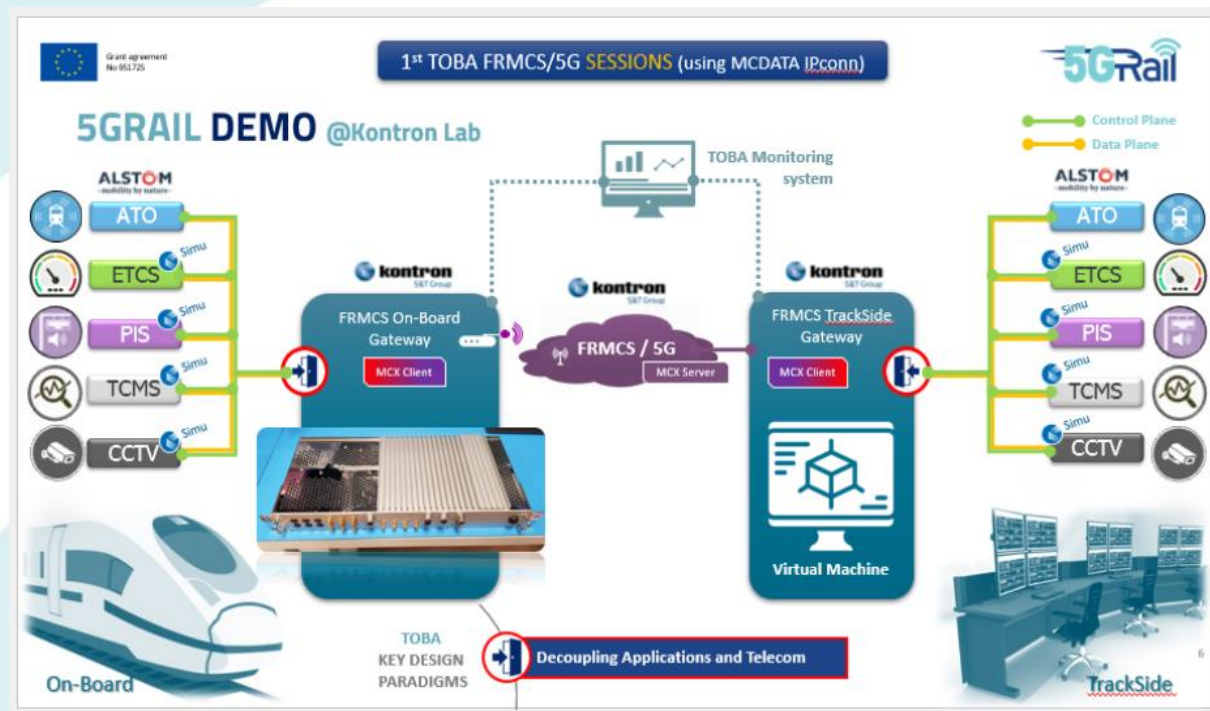 Grant agreement
No 951725
1st TOBA FRMCS/5G SESSIONS (using MCDATA IPconn)
5GRail
5GRAIL DEMO @Kontron Lab
Control Plane
Data Plane
TOBA Monitoring
system
ALSTOM
mobility by nature
ATO
Simu
ETCS
Simu
PIS
Simu
TCMS
Simu
CCTV
kontron
S&T Group
FRMCS On-Board
Gateway
MCX Client
kontron
S&T Group
FRMCS / 5G
MCX Server
kontron
S&T Group
FRMCS TrackSide
Gateway
MCX Client
Virtual Machine
ALSTOM
mobility by nature
ATO
Simu
ETCS
Simu
PIS
Simu
TCMS
Simu
CCTV
TOBA
KEY DESIGN
PARADIGMS
Decoupling Applications and Telecom
On-Board
TrackSide
6